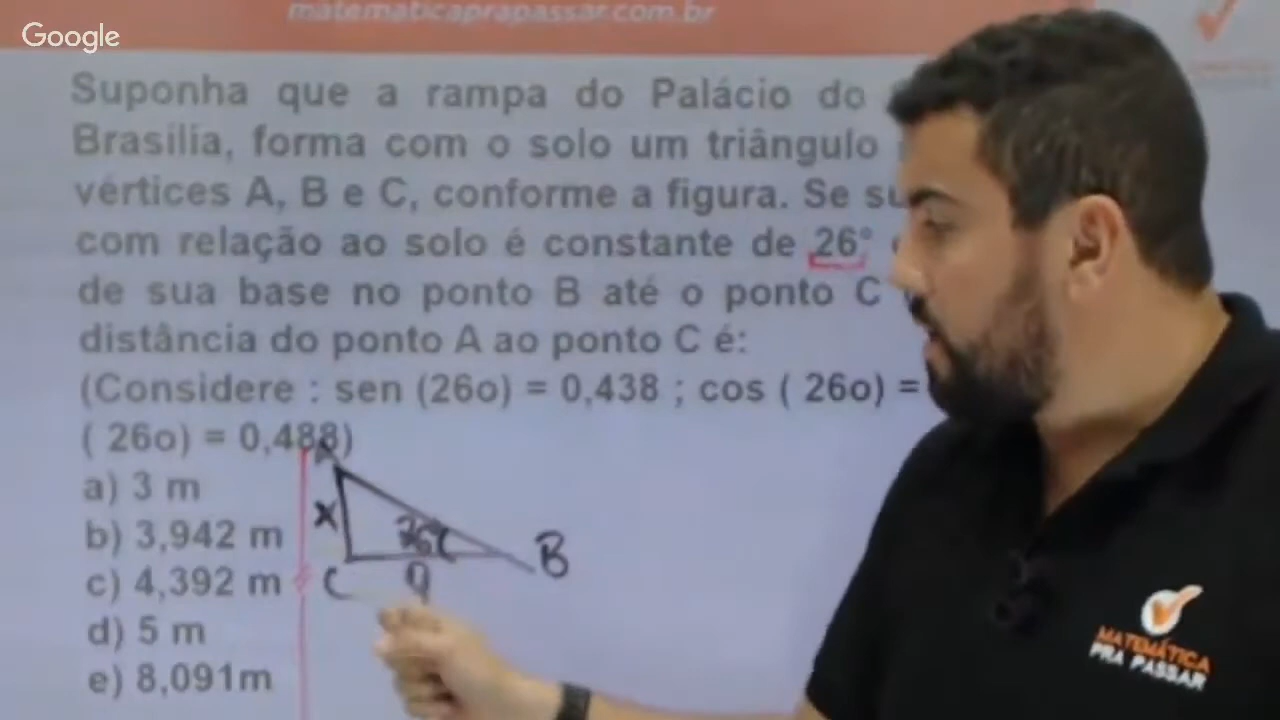 matematicaprapassar.com.br
Google
Suponha que a rampa do Palácio do
Brasília, forma com o solo um triângulo
vértices A, B e C, conforme a figura. Se su
com relação ao solo é constante de 26°
de sua base no ponto B até o ponto C
distância do ponto A ao ponto C é:
(Considere : sen (26o) = 0,438 ; cos ( 26o) =
( 26o) = 0,488)
A
a) 3 m
X
b) 3,942 m
26°
B
c) 4,392 m
C
9
d) 5 m
e) 8,091m
MATEMÁTICA
PRA PASSAR